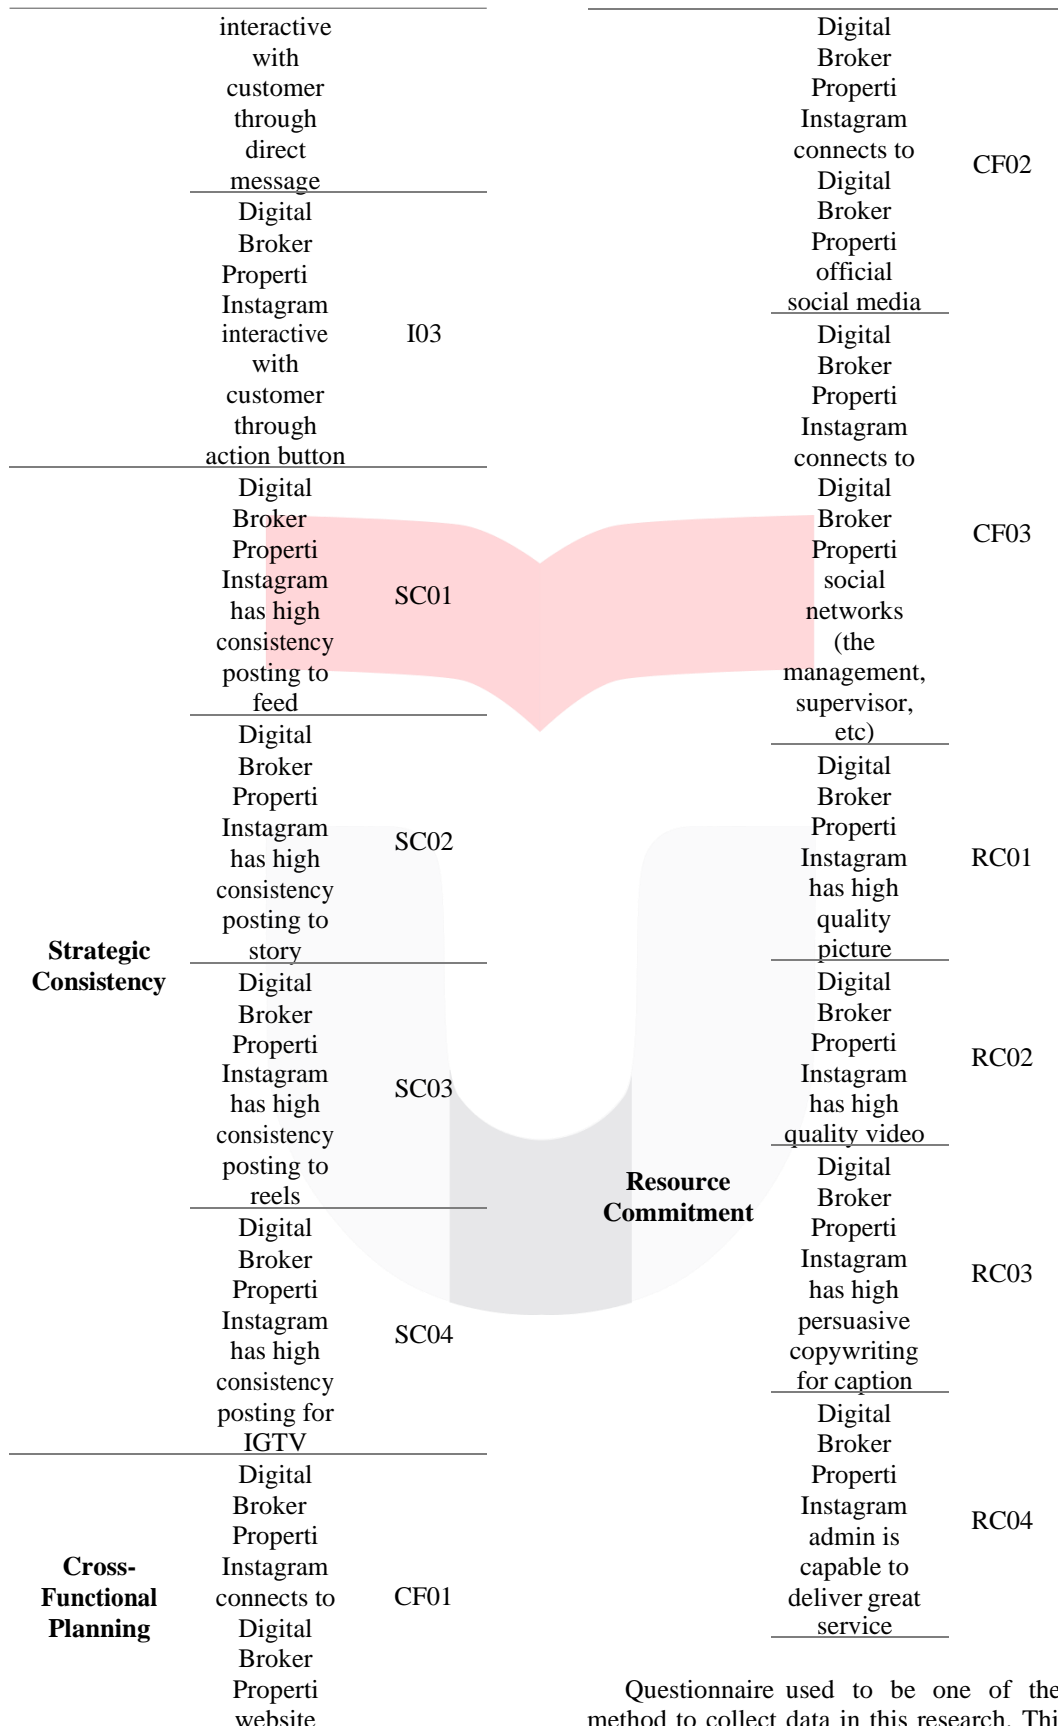 interactive
with
customer
through
direct
message
Digital
Broker
Properti
Instagram
interactive
with
customer
through
action button
I03
Strategic
Consistency
Digital
Broker
Properti
Instagram
has high
consistency
posting to
feed
SC01
Digital
Broker
Properti
Instagram
has high
consistency
posting to
story
SC02
Digital
Broker
Properti
Instagram
has high
consistency
posting to
reels
SC03
Digital
Broker
Properti
Instagram
has high
consistency
posting for
IGTV
SC04
Cross-
Functional
Planning
Digital
Broker
Properti
Instagram
connects to
Digital
Broker
Properti
website
CF01
Digital
Broker
Properti
Instagram
connects to
Digital
Broker
Properti
official
social media
CF02
Digital
Broker
Properti
Instagram
connects to
Digital
Broker
Properti
social
networks
(the
management,
supervisor,
etc)
CF03
Resource
Commitment
Digital
Broker
Properti
Instagram
has high
quality
picture
RC01
Digital
Broker
Properti
Instagram
has high
quality video
RC02
Digital
Broker
Properti
Instagram
has high
persuasive
copywriting
for caption
RC03
Digital
Broker
Properti
Instagram
admin is
capable to
deliver great
service
RC04
Questionnaire used to be one of the
method to collect data in this research. Thi